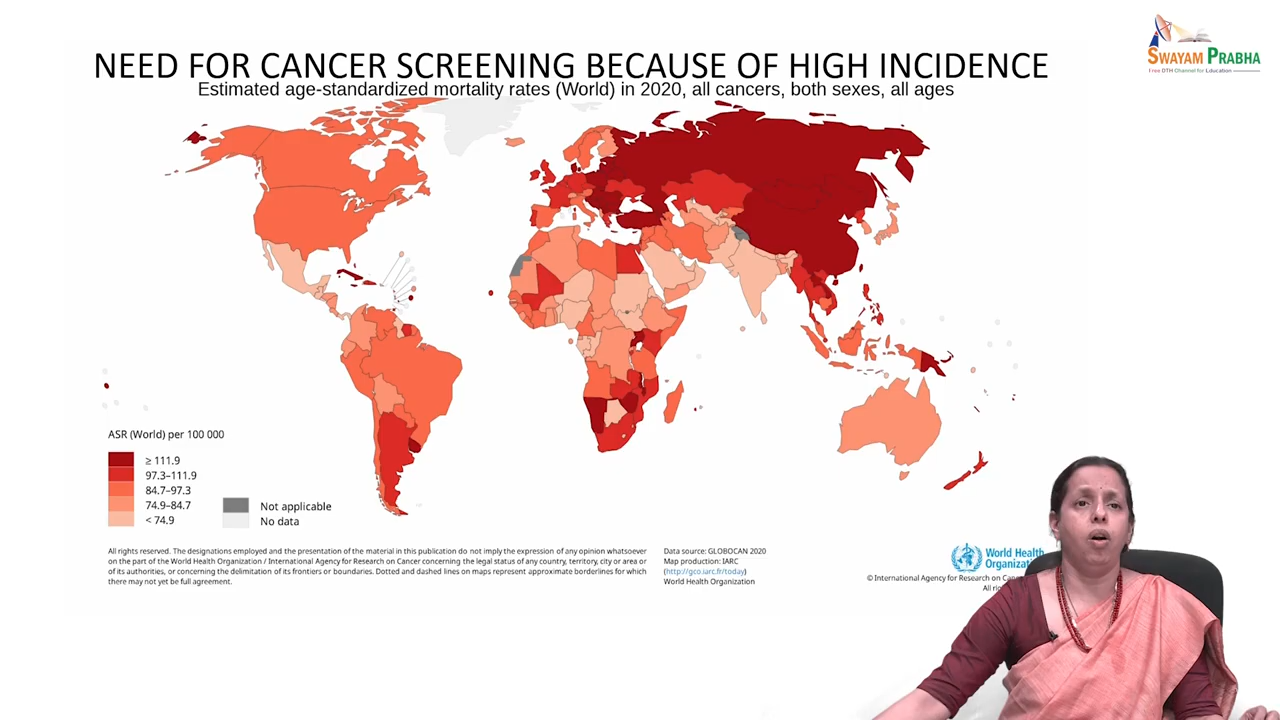 SWAYAM PRABHA
Free DTH Channel for Education
NEED FOR CANCER SCREENING BECAUSE OF HIGH INCIDENCE
Estimated age-standardized mortality rates (World) in 2020, all cancers, both sexes, all ages
ASR (World) per 100 000
≥ 111.9
97.3–111.9
84.7–97.3
74.9–84.7
< 74.9
Not applicable
No data
All rights reserved. The designations employed and the presentation of the material in this publication do not imply the expression of any opinion whatsoever
on the part of the World Health Organization / International Agency for Research on Cancer concerning the legal status of any country, territory, city or area or
of its authorities, or concerning the delimitation of its frontiers or boundaries. Dotted and dashed lines on maps represent approximate borderlines for which
there may not yet be full agreement.
Data source: GLOBOCAN 2020
Map production: IARC
(http://gco.iarc.fr/today)
World Health Organization
World Health
© International Agency for Research on
All